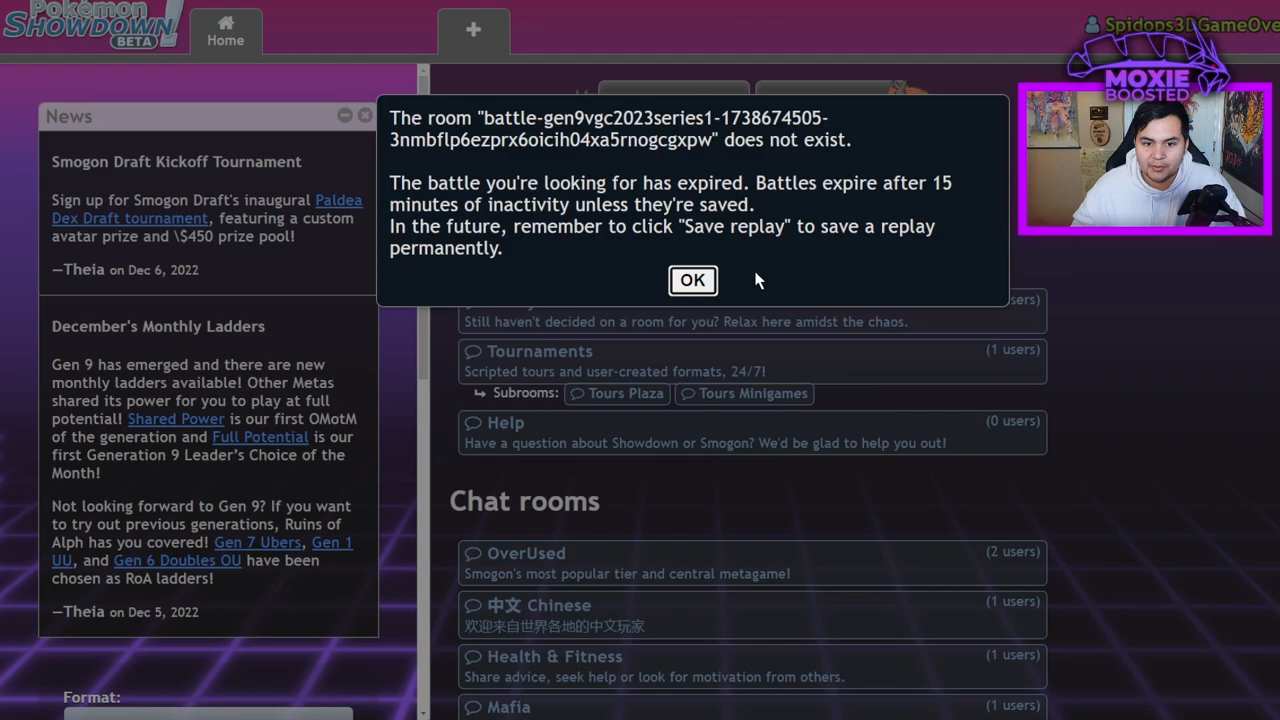 Pokémon
SHOWDOWN!
BETA
Home
+
Spidops3DGameOve
MOXIE
BOOSTED
News
Smogon Draft Kickoff Tournament
Sign up for Smogon Draft's inaugural Paldea
Dex Draft tournament, featuring a custom
avatar prize and \$450 prize pool!
—Theia on Dec 6, 2022
December's Monthly Ladders
Gen 9 has emerged and there are new
monthly ladders available! Other Metas
shared its power for you to play at full
potential! Shared Power is our first OMotM
of the generation and Full Potential is our
first Generation 9 Leader's Choice of the
Month!
Not looking forward to Gen 9? If you want
to try out previous generations, Ruins of
Alph has you covered! Gen 7 Ubers, Gen 1
UU, and Gen 6 Doubles OU have been
chosen as RoA ladders!
—Theia on Dec 5, 2022
Format:
The room "battle-gen9vgc2023series1-1738674505-
3nmbflp6ezprx6oicih04xa5rnogcgxpw" does not exist.
The battle you're looking for has expired. Battles expire after 15
minutes of inactivity unless they're saved.
In the future, remember to click "Save replay" to save a replay
permanently.
OK
users)
Still haven't decided on a room for you? Relax here amidst the chaos.
Tournaments (1 users)
Scripted tours and user-created formats, 24/7!
Subrooms: Tours Plaza Tours Minigames
Help (0 users)
Have a question about Showdown or Smogon? We'd be glad to help you out!
Chat rooms
OverUsed (2 users)
Smogon's most popular tier and central metagame!
中文 Chinese (1 users)
欢迎来自世界各地的中文玩家
Health & Fitness (1 users)
Share advice, seek help or look for motivation from others.
Mafia (1 users)